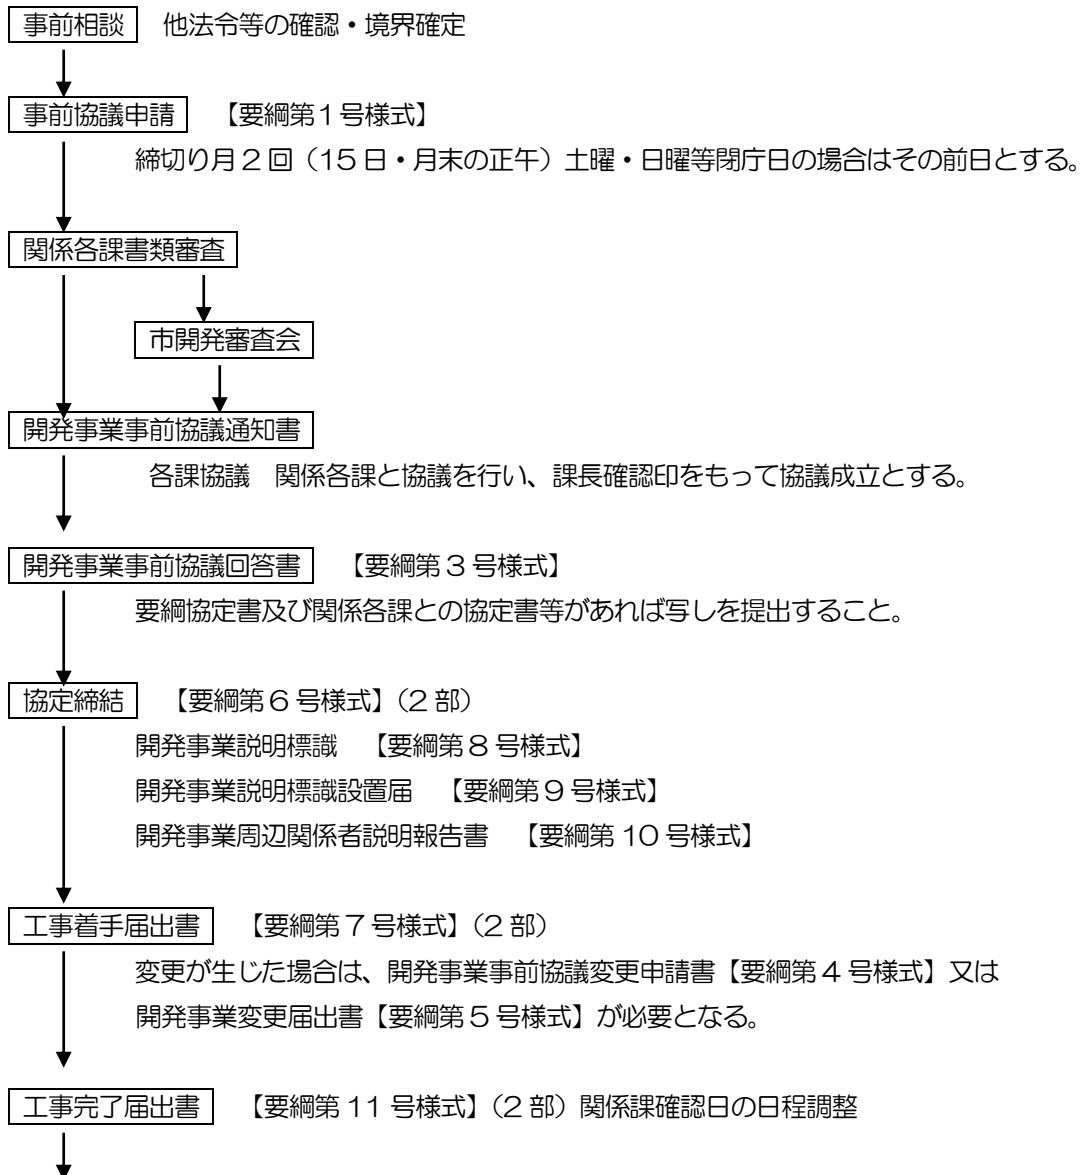 事前相談 他法令等の確認・境界確定
事前協議申請 【要綱第1号様式】
締切り月2回（15日・月末の正午）土曜・日曜等閉庁日の場合はその前日とする。
関係各課書類審査
市開発審査会
開発事業事前協議通知書
各課協議 関係各課と協議を行い、課長確認印をもって協議成立とする。
開発事業事前協議回答書 【要綱第3号様式】
要綱協定書及び関係各課との協定書等があれば写しを提出すること。
協定締結 【要綱第6号様式】（2部）
開発事業説明標識 【要綱第8号様式】
開発事業説明標識設置届 【要綱第9号様式】
開発事業周辺関係者説明報告書 【要綱第10号様式】
工事着手届出書 【要綱第7号様式】（2部）
変更が生じた場合は、開発事業事前協議変更申請書【要綱第4号様式】又は
開発事業変更届出書【要綱第5号様式】が必要となる。
工事完了届出書 【要綱第11号様式】（2部）関係課確認日の日程調整